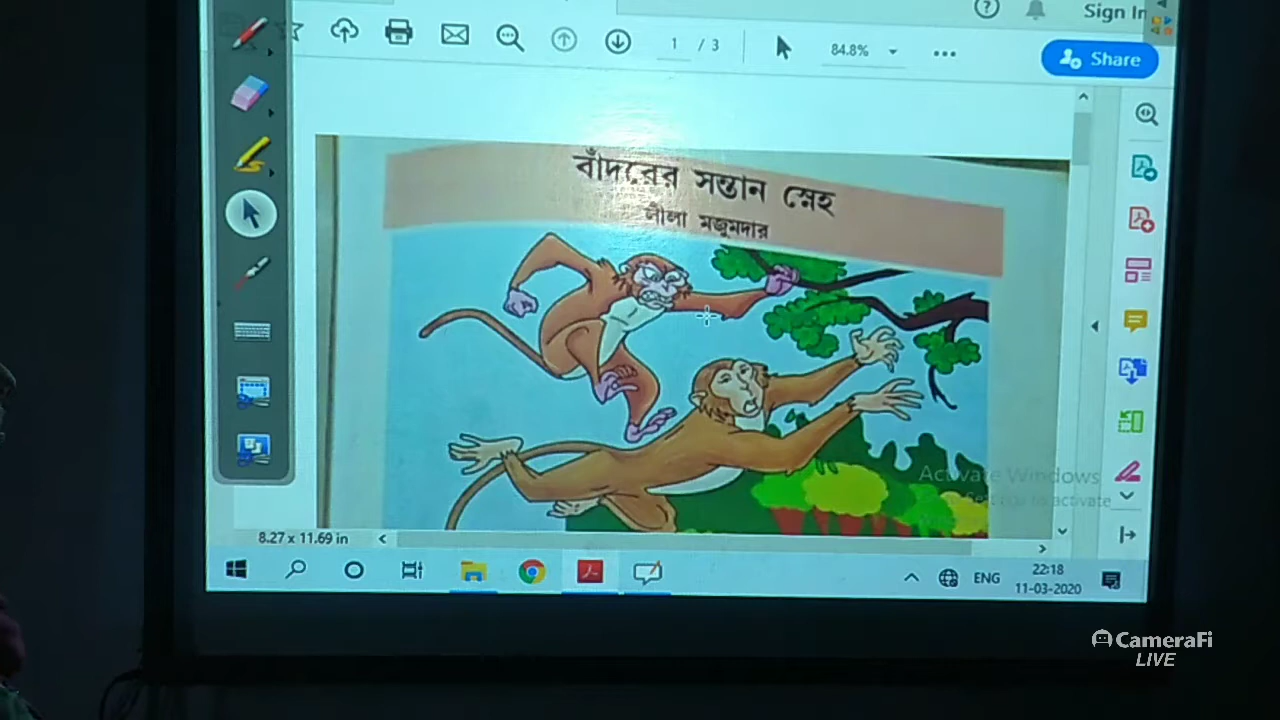 Sign In
1 / 3
84.8%
Share
বাঁদরের সন্তান স্নেহ
লীলা মজুমদার
Activate Windows
8.27 x 11.69 in
ENG
22:18
11-03-2020
CameraFi
LIVE